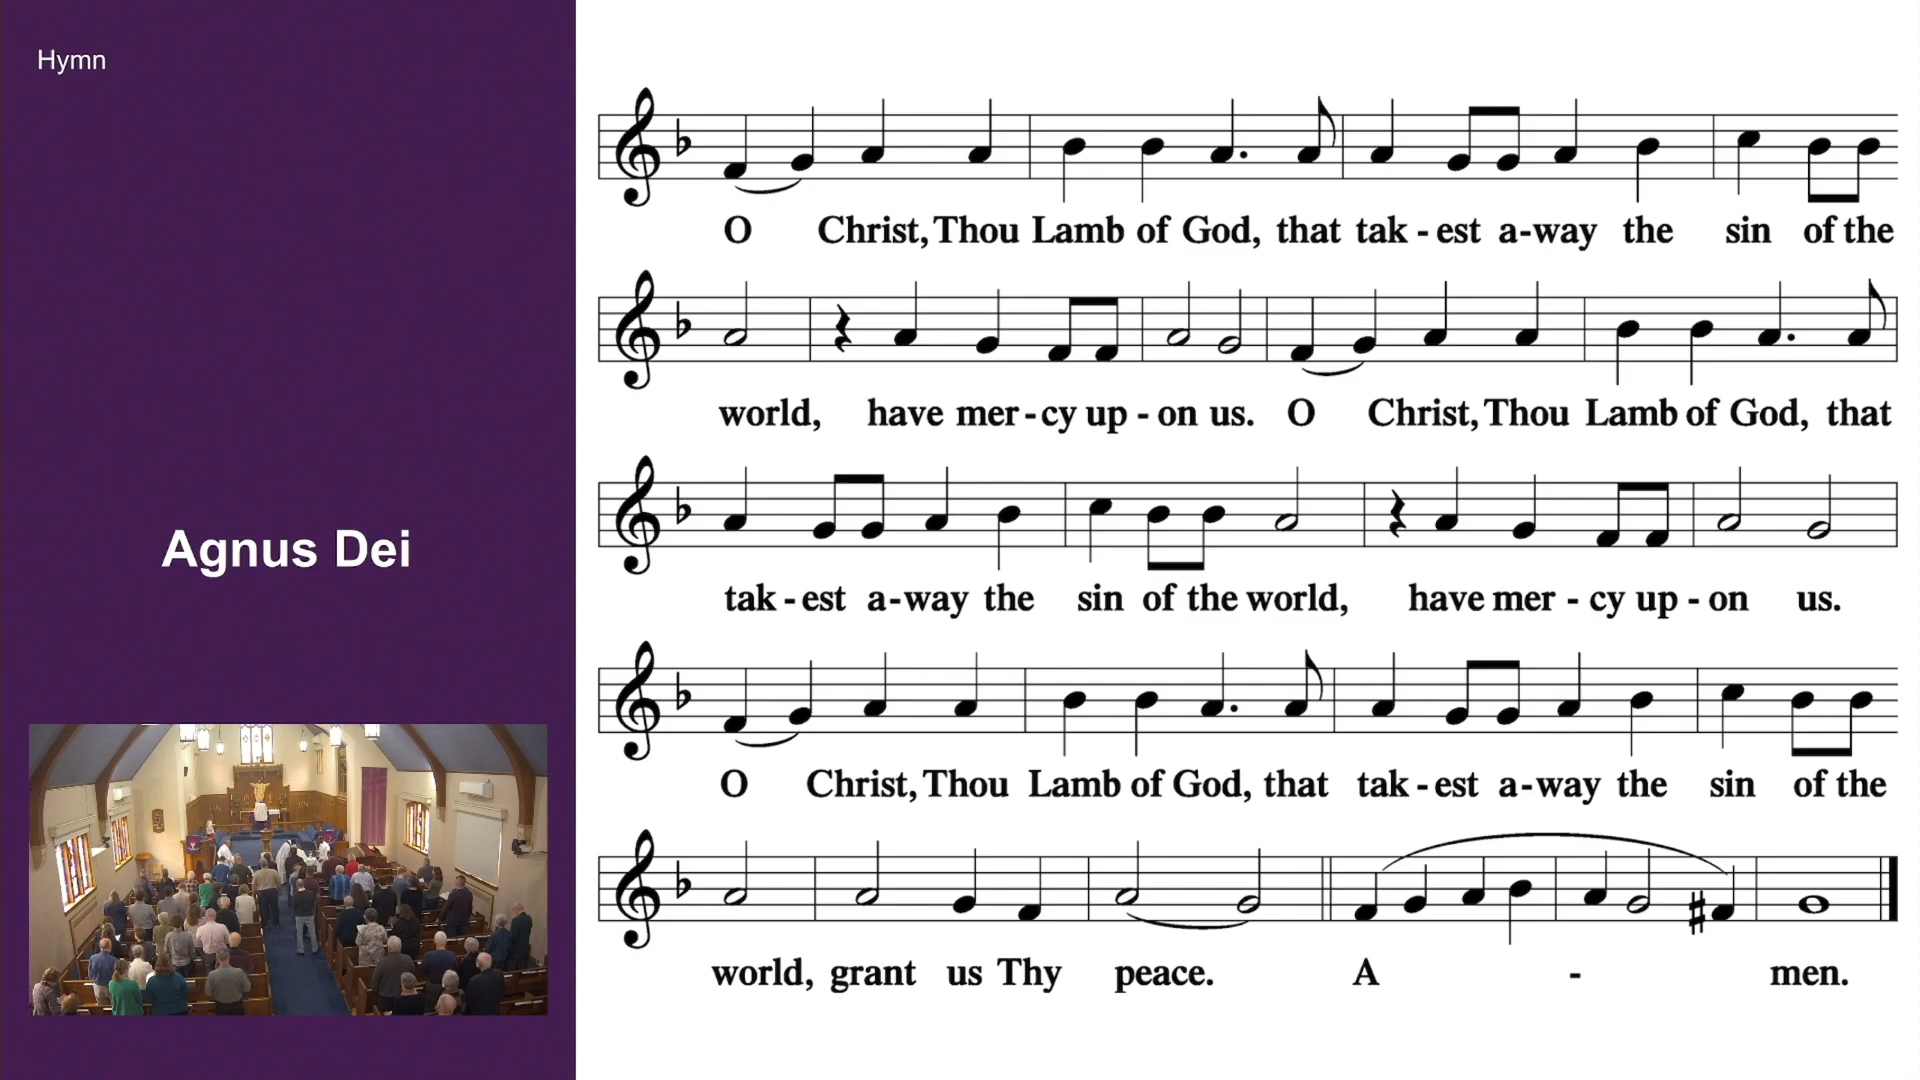 Hymn
Agnus Dei
O Christ, Thou Lamb of God, that tak - est a-way the sin of the
world, have mer - cy up - on us. O Christ, Thou Lamb of God, that
tak - est a-way the sin of the world, have mer - cy up - on us.
O Christ, Thou Lamb of God, that tak - est a-way the sin of the
world, grant us Thy peace. A - men.